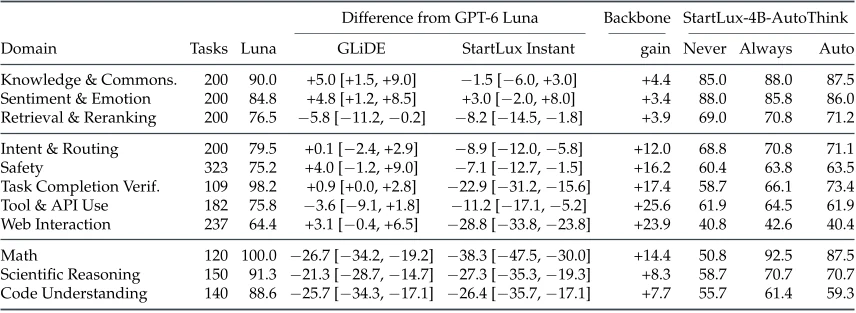 Difference from GPT-6 Luna Backbone StartLux-4B-AutoThink
Domain Tasks Luna GLiDE StartLux Instant gain Never Always Auto
Knowledge & Commons. 200 90.0 +5.0 [+1.5, +9.0] −1.5 [−6.0, +3.0] +4.4 85.0 88.0 87.5
Sentiment & Emotion 200 84.8 +4.8 [+1.2, +8.5] +3.0 [−2.0, +8.0] +3.4 88.0 85.8 86.0
Retrieval & Reranking 200 76.5 −5.8 [−11.2, −0.2] −8.2 [−14.5, −1.8] +3.9 69.0 70.8 71.2
Intent & Routing 200 79.5 +0.1 [−2.4, +2.9] −8.9 [−12.0, −5.8] +12.0 68.8 70.8 71.1
Safety 323 75.2 +4.0 [−1.2, +9.0] −7.1 [−12.7, −1.5] +16.2 60.4 63.8 63.5
Task Completion Verif. 109 98.2 +0.9 [+0.0, +2.8] −22.9 [−31.2, −15.6] +17.4 58.7 66.1 73.4
Tool & API Use 182 75.8 −3.6 [−9.1, +1.8] −11.2 [−17.1, −5.2] +25.6 61.9 64.5 61.9
Web Interaction 237 64.4 +3.1 [−0.4, +6.5] −28.8 [−33.8, −23.8] +23.9 40.8 42.6 40.4
Math 120 100.0 −26.7 [−34.2, −19.2] −38.3 [−47.5, −30.0] +14.4 50.8 92.5 87.5
Scientific Reasoning 150 91.3 −21.3 [−28.7, −14.7] −27.3 [−35.3, −19.3] +8.3 58.7 70.7 70.7
Code Understanding 140 88.6 −25.7 [−34.3, −17.1] −26.4 [−35.7, −17.1] +7.7 55.7 61.4 59.3